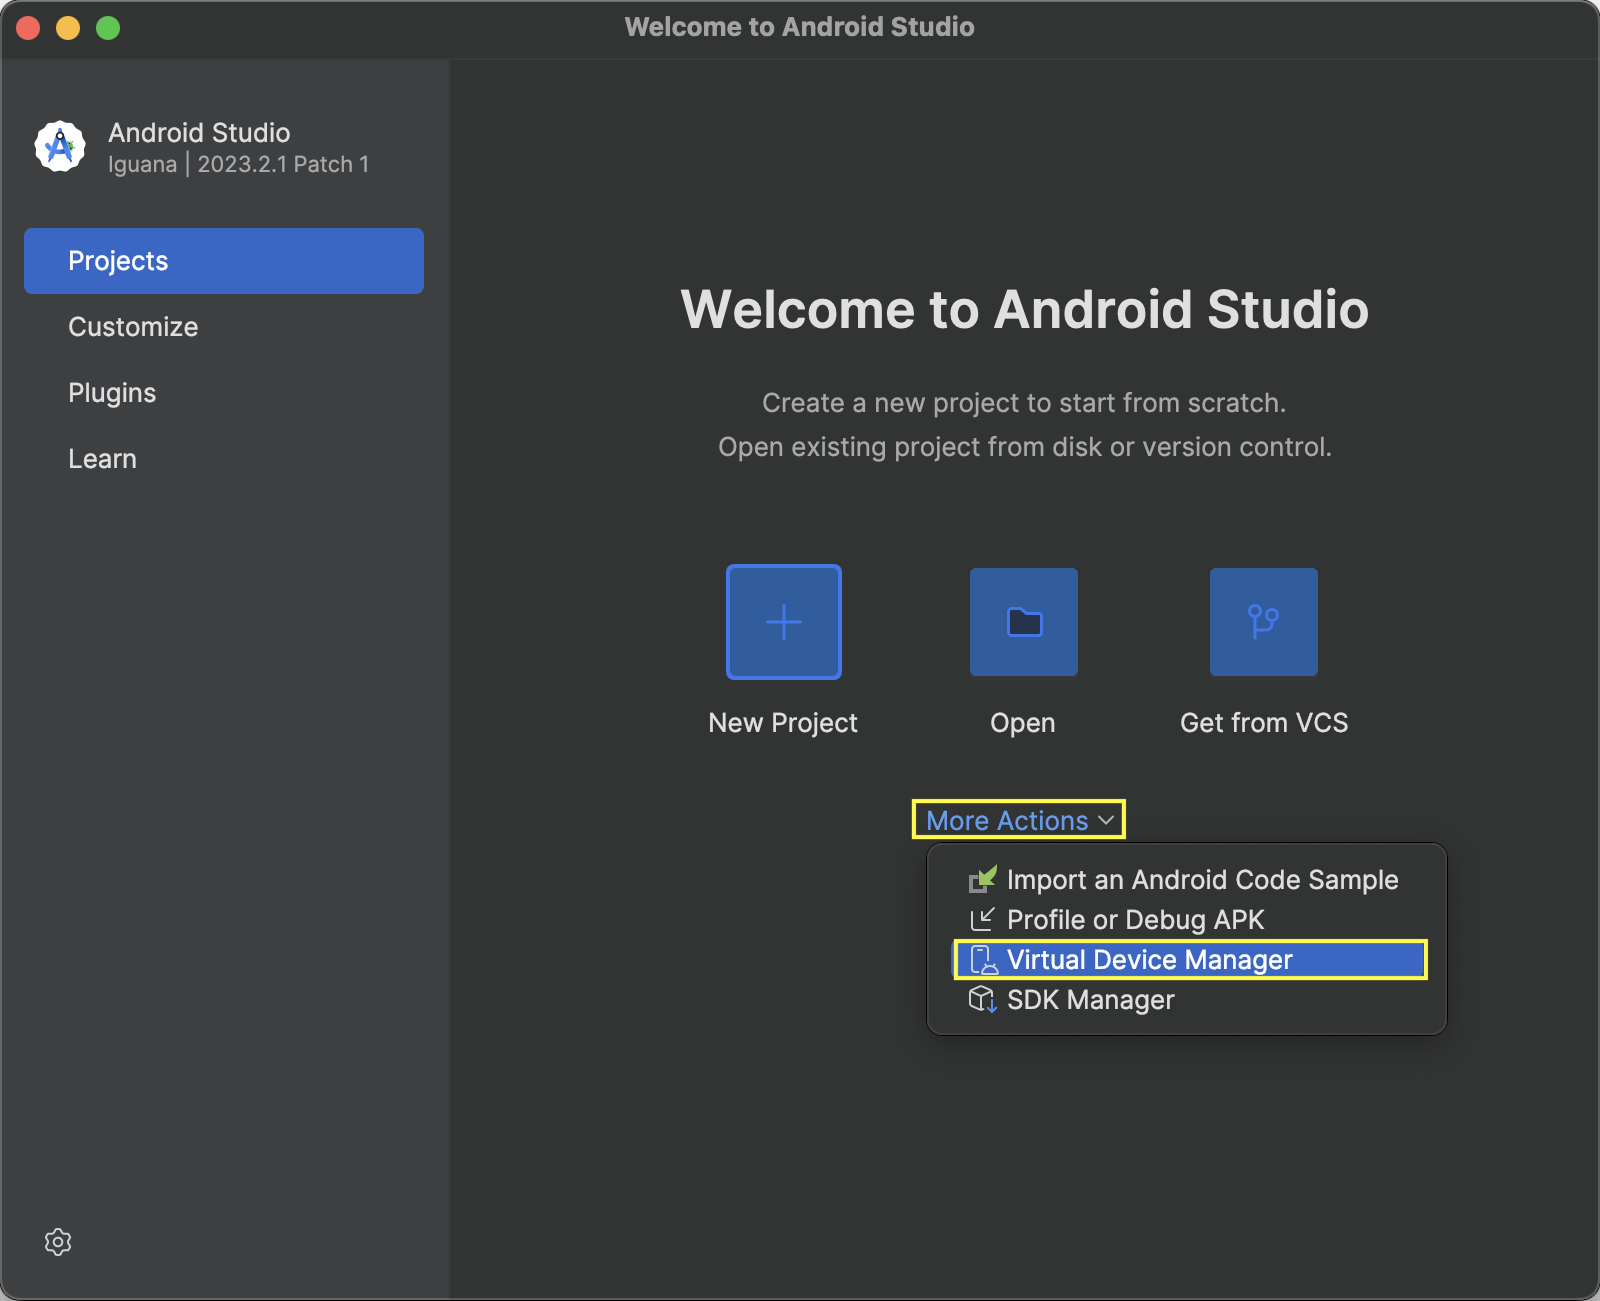 Welcome to Android Studio
Android Studio
Iguana | 2023.2.1 Patch 1
Projects
Customize
Plugins
Learn
Welcome to Android Studio
Create a new project to start from scratch.
Open existing project from disk or version control.
New Project
Open
Get from VCS
More Actions
Import an Android Code Sample
Profile or Debug APK
Virtual Device Manager
SDK Manager